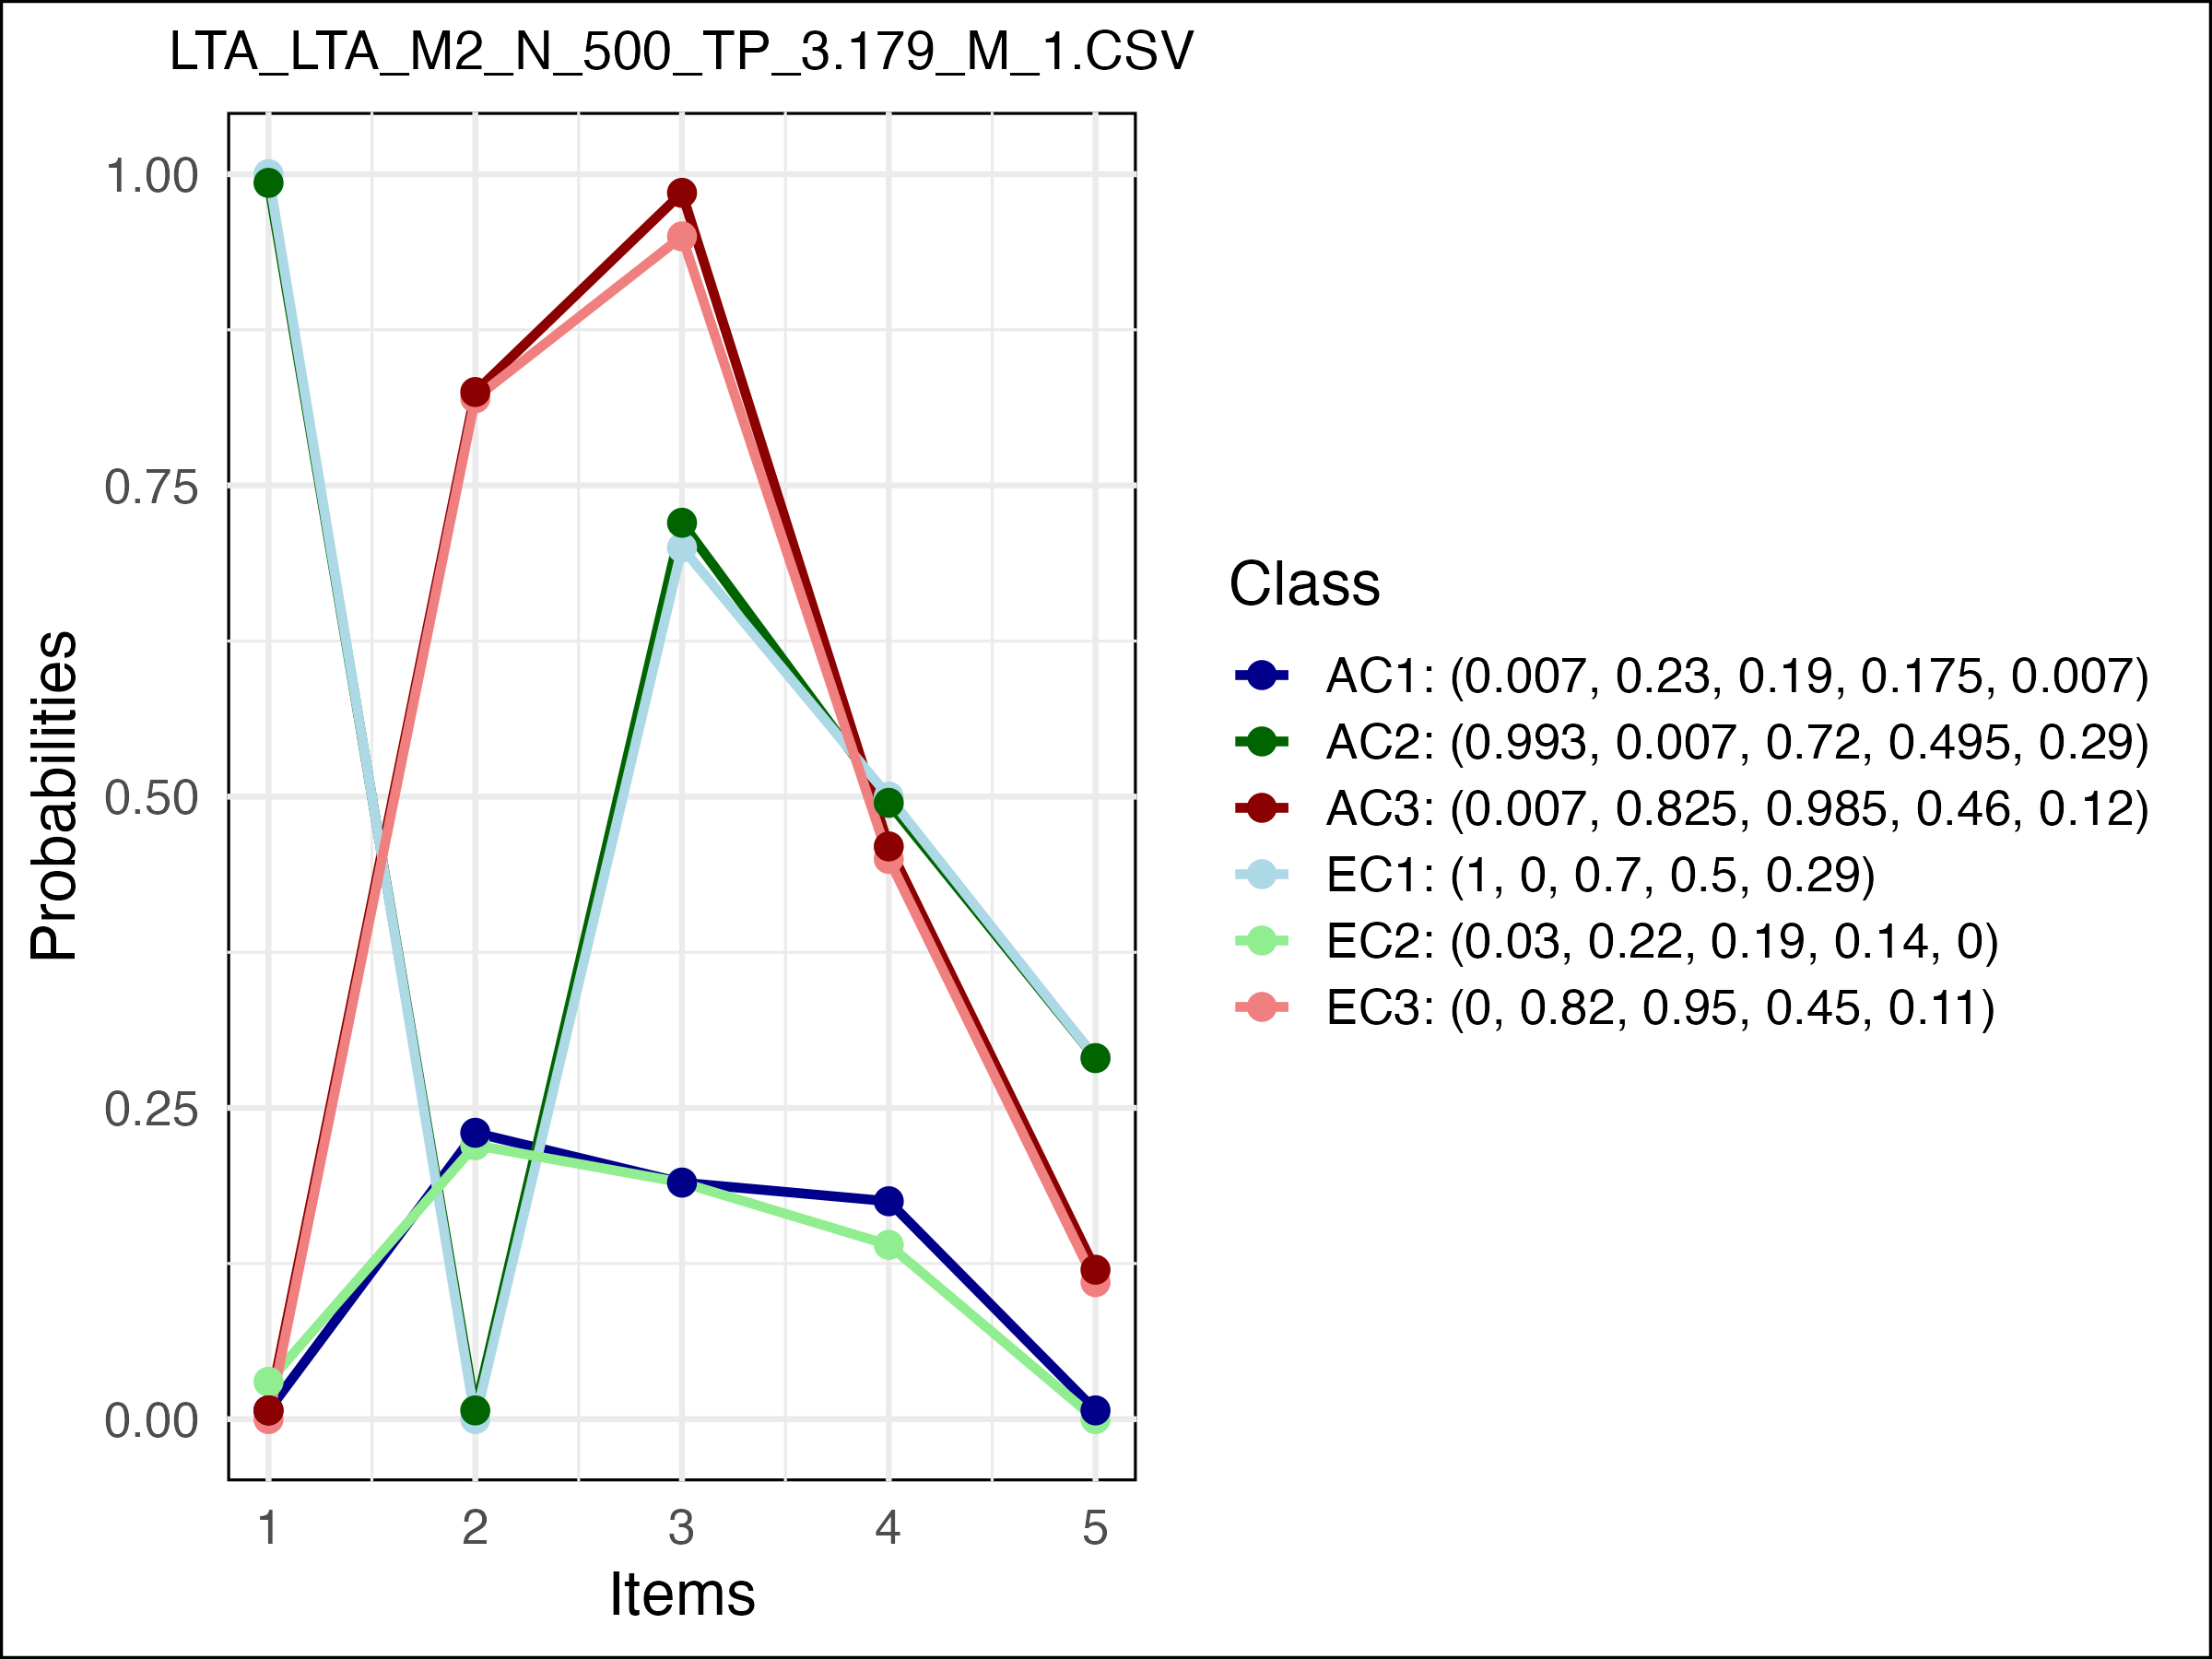 LTA_LTA_M2_N_500_TP_3.179_M_1.CSV
1.00
0.75
0.50
0.25
0.00
Probabilities
1 2 3 4 5
Items
Class
AC1: (0.007, 0.23, 0.19, 0.175, 0.007)
AC2: (0.993, 0.007, 0.72, 0.495, 0.29)
AC3: (0.007, 0.825, 0.985, 0.46, 0.12)
EC1: (1, 0, 0.7, 0.5, 0.29)
EC2: (0.03, 0.22, 0.19, 0.14, 0)
EC3: (0, 0.82, 0.95, 0.45, 0.11)